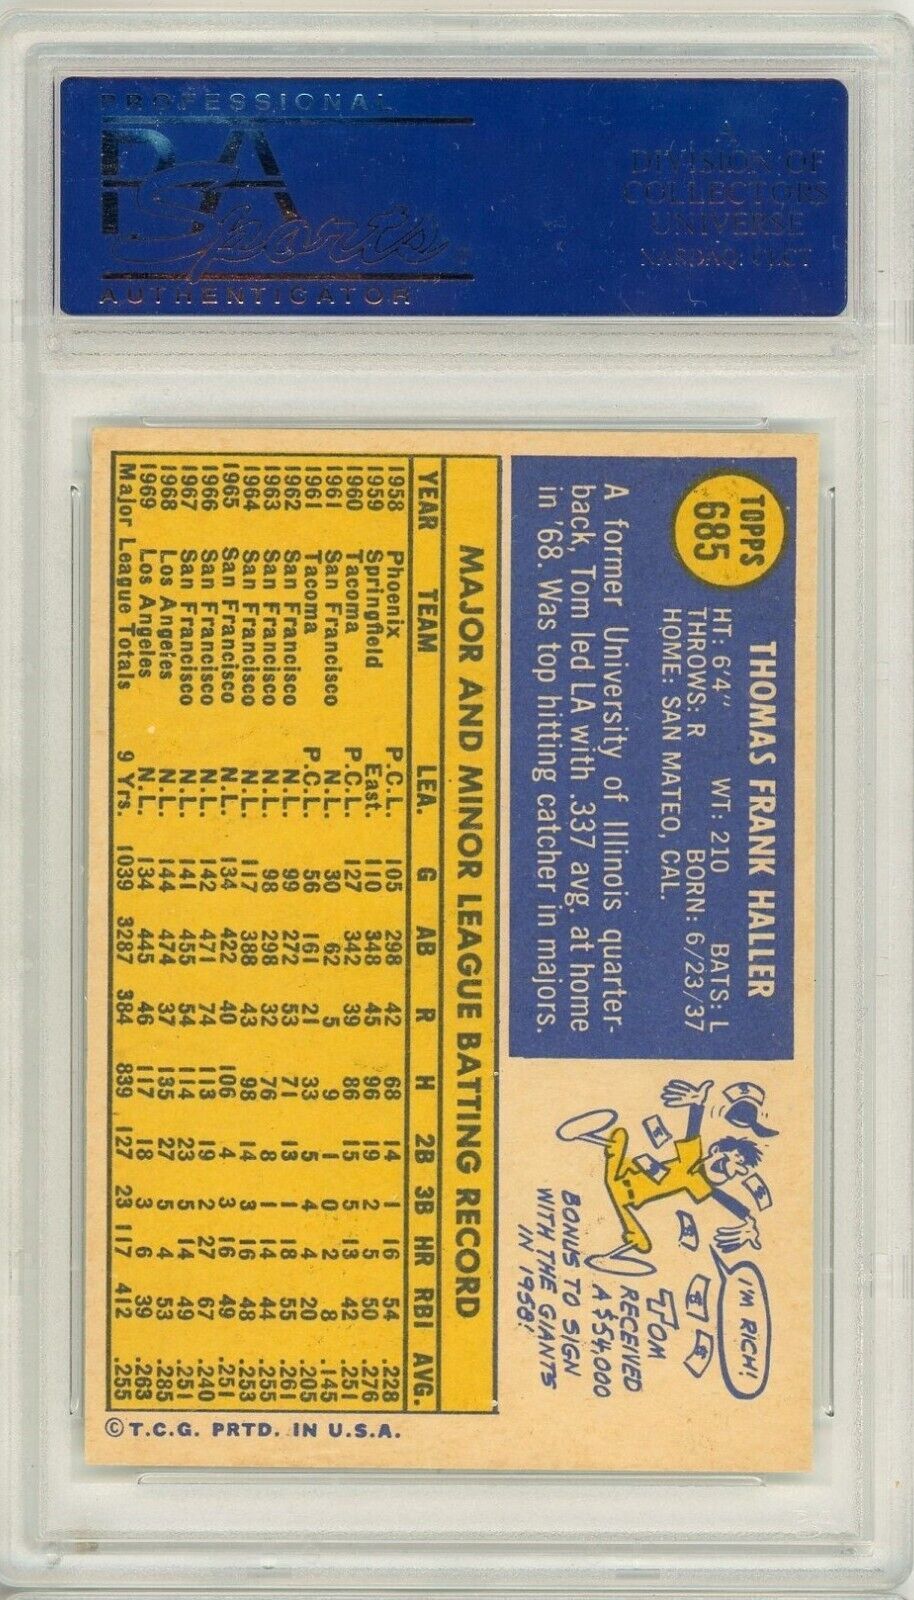 PROFESSIONAL
PSA
Sports
AUTHENTICATOR
A
DIVISION OF
COLLECTORS
UNIVERSE
NASDAQ: CLCT
TOPPS
685
THOMAS FRANK HALLER
HT: 6'4" WT: 210 BATS: L
THROWS: R BORN: 6/23/37
HOME: SAN MATEO, CAL.
A former University of Illinois quarter-
back, Tom led LA with .337 avg. at home
in '68. Was top hitting catcher in majors.
I'M RICH!
TOM
RECEIVED
A $54,000
BONUS TO SIGN
WITH THE GIANTS
IN 1958!
MAJOR AND MINOR LEAGUE BATTING RECORD
YEAR TEAM LEA. G AB R H 2B 3B HR RBI AVG.
1958 Phoenix P.C.L. 105 298 42 68 14 1 16 54 .228
1959 Springfield East. 110 348 45 96 19 2 5 50 .276
1960 Tacoma P.C.L. 127 342 39 86 15 5 13 42 .251
1961 San Francisco N.L. 30 62 5 9 1 0 2 8 .145
1961 Tacoma P.C.L. 56 161 21 33 5 4 4 20 .205
1962 San Francisco N.L. 99 272 53 71 13 1 18 55 .261
1963 San Francisco N.L. 98 298 32 76 8 1 14 44 .255
1964 San Francisco N.L. 117 388 43 98 14 3 16 48 .253
1965 San Francisco N.L. 134 422 40 106 4 3 16 49 .251
1966 San Francisco N.L. 142 471 74 113 19 2 27 67 .240
1967 San Francisco N.L. 141 455 54 114 23 5 14 49 .251
1968 Los Angeles N.L. 144 474 37 135 27 5 4 53 .285
1969 Los Angeles N.L. 134 445 46 117 18 3 6 39 .263
Major League Totals 9 Yrs. 1039 3287 384 839 127 23 117 412 .255
© T.C.G. PRTD. IN U.S.A.